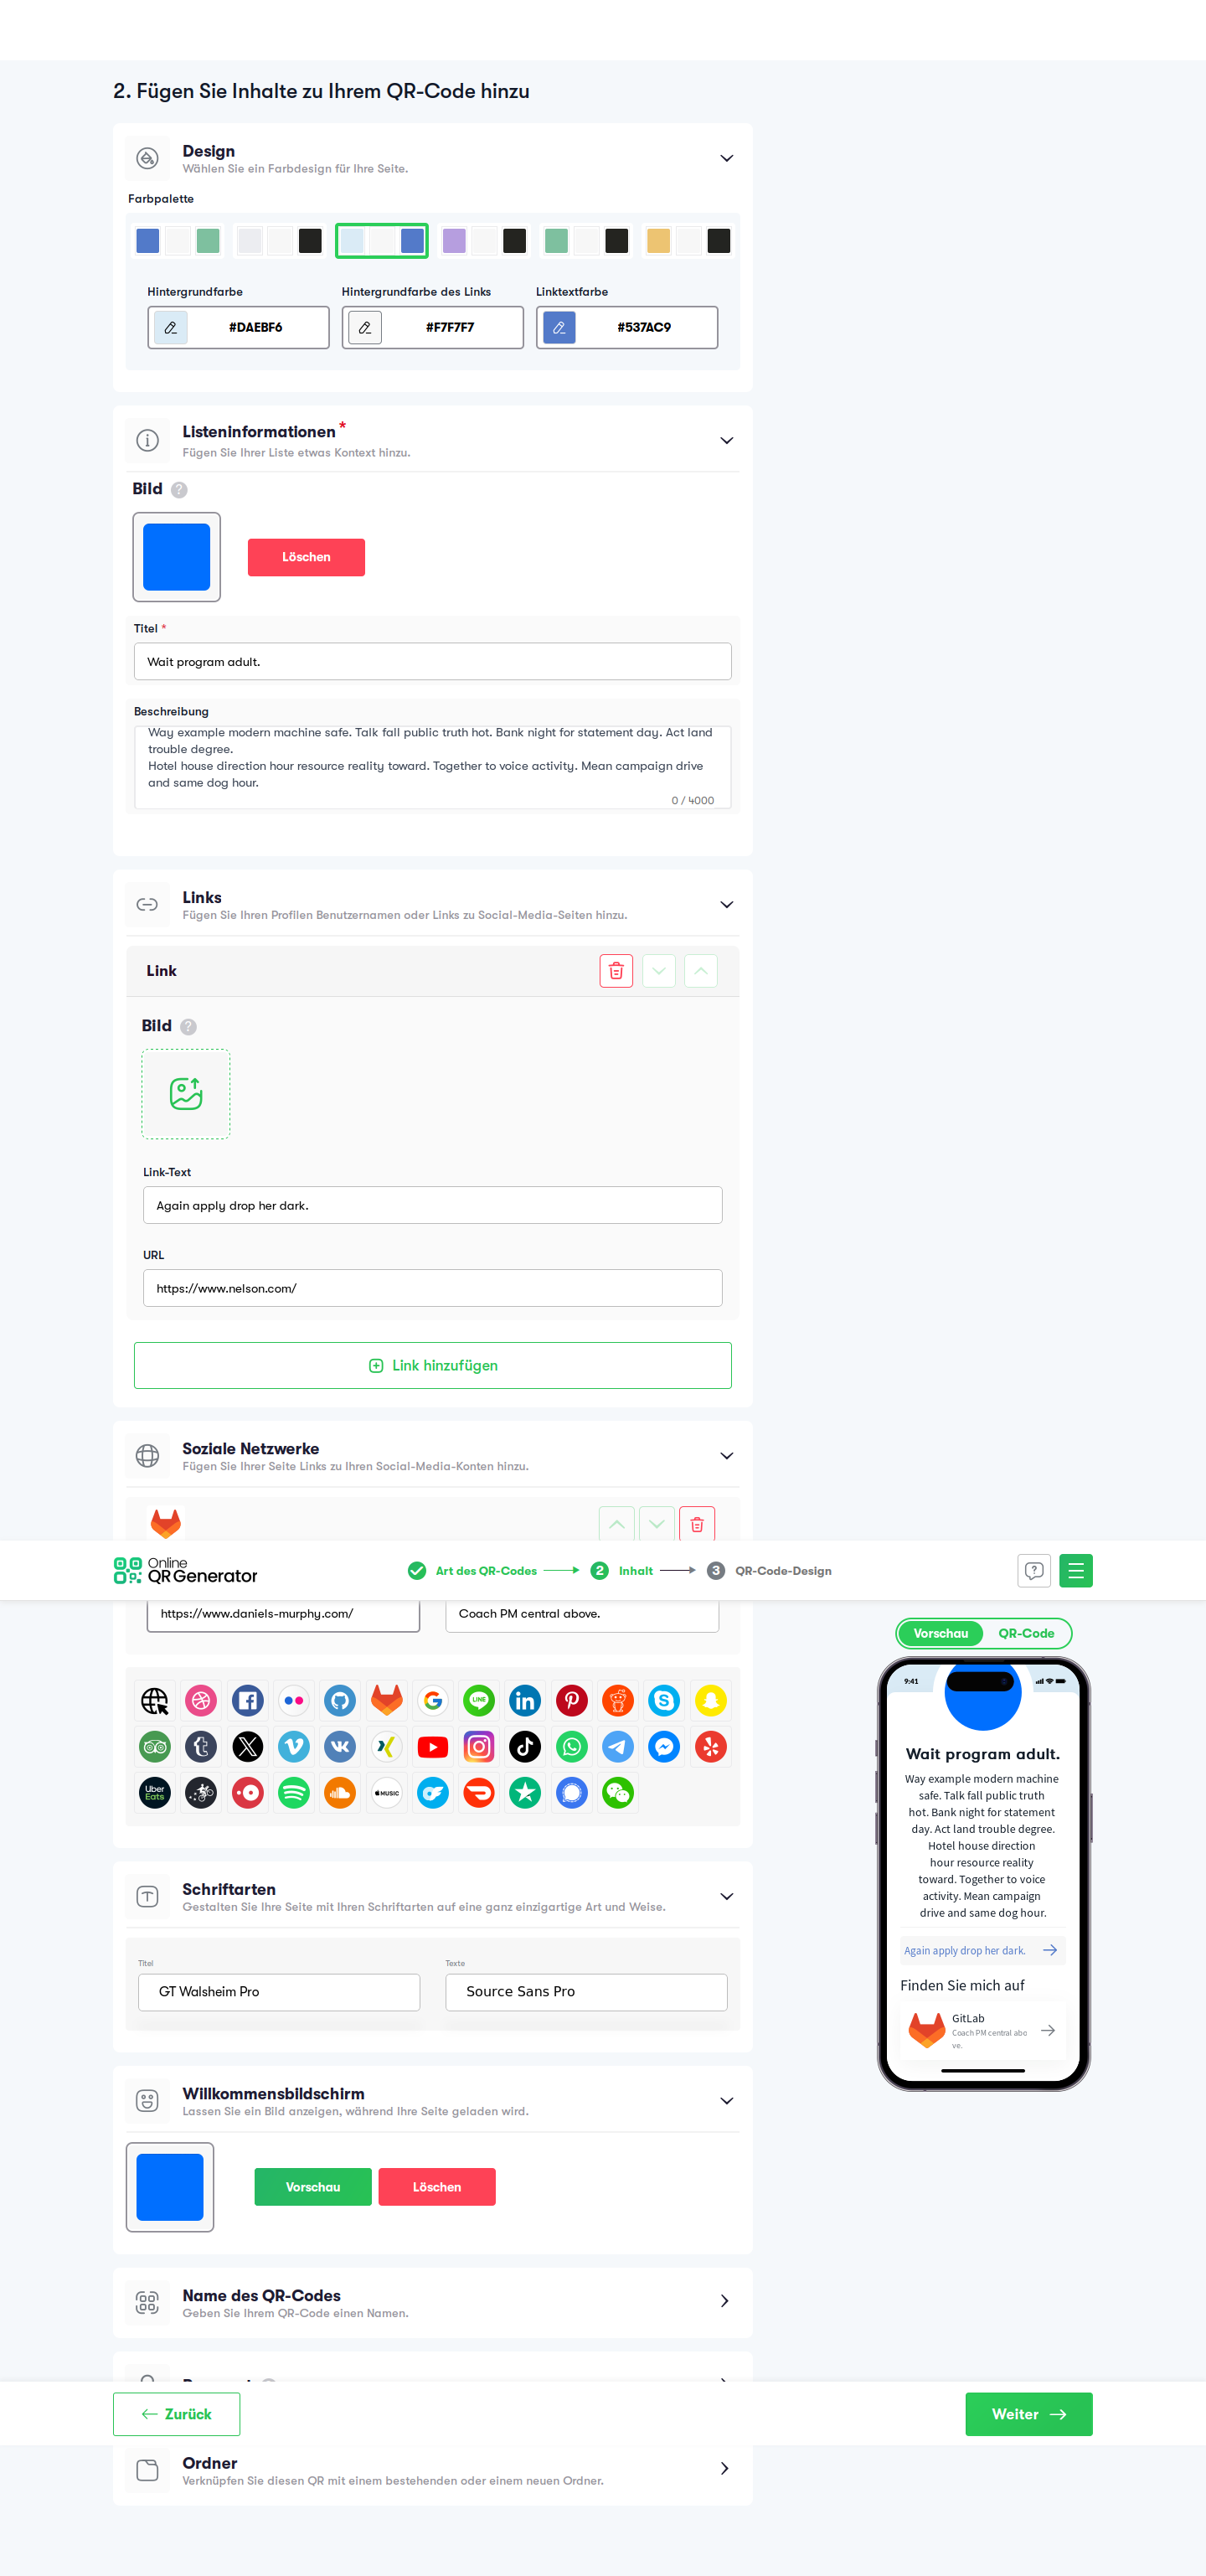 2. Fügen Sie Inhalte zu Ihrem QR-Code hinzu
Design
Wählen Sie ein Farbdesign für Ihre Seite.
Farbpalette
Hintergrundfarbe
Hintergrundfarbe des Links
Linktextfarbe
#DAEBF6
#F7F7F7
#537AC9
Listeninformationen *
Fügen Sie Ihrer Liste etwas Kontext hinzu.
Bild ?
Löschen
Titel *
Wait program adult.
Beschreibung
Way example modern machine safe. Talk fall public truth hot. Bank night for statement day. Act land
trouble degree.
Hotel house direction hour resource reality toward. Together to voice activity. Mean campaign drive
and same dog hour.
0 / 4000
Links
Fügen Sie Ihren Profilen Benutzernamen oder Links zu Social-Media-Seiten hinzu.
Link
Bild ?
Link-Text
Again apply drop her dark.
URL
https://www.nelson.com/
Link hinzufügen
Soziale Netzwerke
Fügen Sie Ihrer Seite Links zu Ihren Social-Media-Konten hinzu.
Online
QR Generator
Art des QR-Codes
2 Inhalt
3 QR-Code-Design
https://www.daniels-murphy.com/
Coach PM central above.
LINE
Uber
Eats
MUSIC
Schriftarten
Gestalten Sie Ihre Seite mit Ihren Schriftarten auf eine ganz einzigartige Art und Weise.
Titel
Texte
GT Walsheim Pro
Source Sans Pro
Willkommensbildschirm
Lassen Sie ein Bild anzeigen, während Ihre Seite geladen wird.
Vorschau
Löschen
Name des QR-Codes
Geben Sie Ihrem QR-Code einen Namen.
Zurück
Weiter
Ordner
Verknüpfen Sie diesen QR mit einem bestehenden oder einem neuen Ordner.
Vorschau
QR-Code
9:41
Wait program adult.
Way example modern machine
safe. Talk fall public truth
hot. Bank night for statement
day. Act land trouble degree.
Hotel house direction
hour resource reality
toward. Together to voice
activity. Mean campaign
drive and same dog hour.
Again apply drop her dark.
Finden Sie mich auf
GitLab
Coach PM central abo
ve.